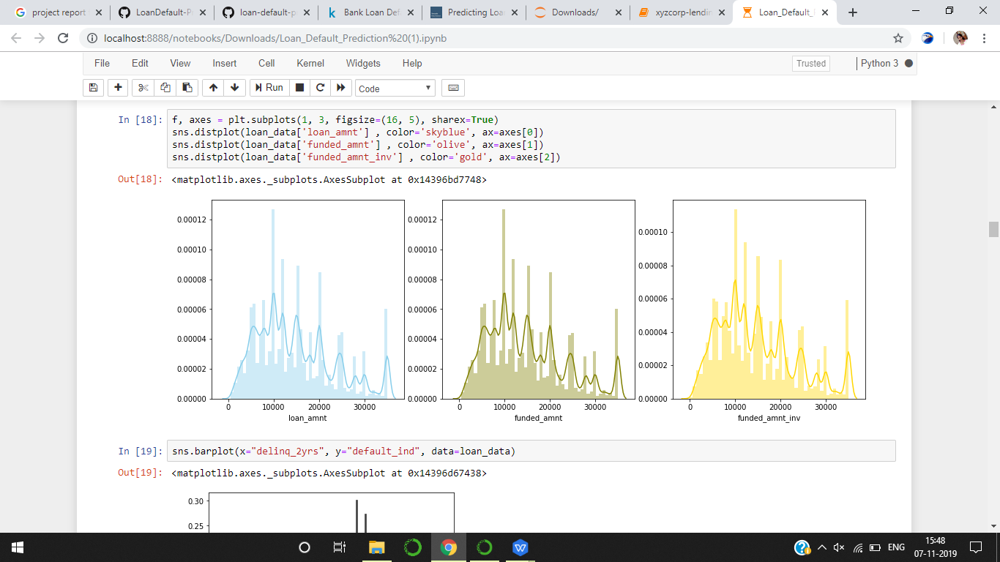 project report
LoanDefault-P
loan-default-p
Bank Loan Def
Predicting Loa
Downloads/
xyzcorp-lendin
Loan_Default_
localhost:8888/notebooks/Downloads/Loan_Default_Prediction%20(1).ipynb
File Edit View Insert Cell Kernel Widgets Help Trusted Python 3
Run Code
In [18]: f, axes = plt.subplots(1, 3, figsize=(16, 5), sharex=True)
sns.distplot(loan_data['loan_amnt'] , color='skyblue', ax=axes[0])
sns.distplot(loan_data['funded_amnt'] , color='olive', ax=axes[1])
sns.distplot(loan_data['funded_amnt_inv'] , color='gold', ax=axes[2])
Out[18]: <matplotlib.axes._subplots.AxesSubplot at 0x14396bd7748>
0.00012
0.00010
0.00008
0.00006
0.00004
0.00002
0.00000
0 10000 20000 30000
loan_amnt
0.00012
0.00010
0.00008
0.00006
0.00004
0.00002
0.00000
0 10000 20000 30000
funded_amnt
0.00010
0.00008
0.00006
0.00004
0.00002
0.00000
0 10000 20000 30000
funded_amnt_inv
In [19]: sns.barplot(x="delinq_2yrs", y="default_ind", data=loan_data)
Out[19]: <matplotlib.axes._subplots.AxesSubplot at 0x14396d67438>
0.30
0.25
ENG
15:48
07-11-2019